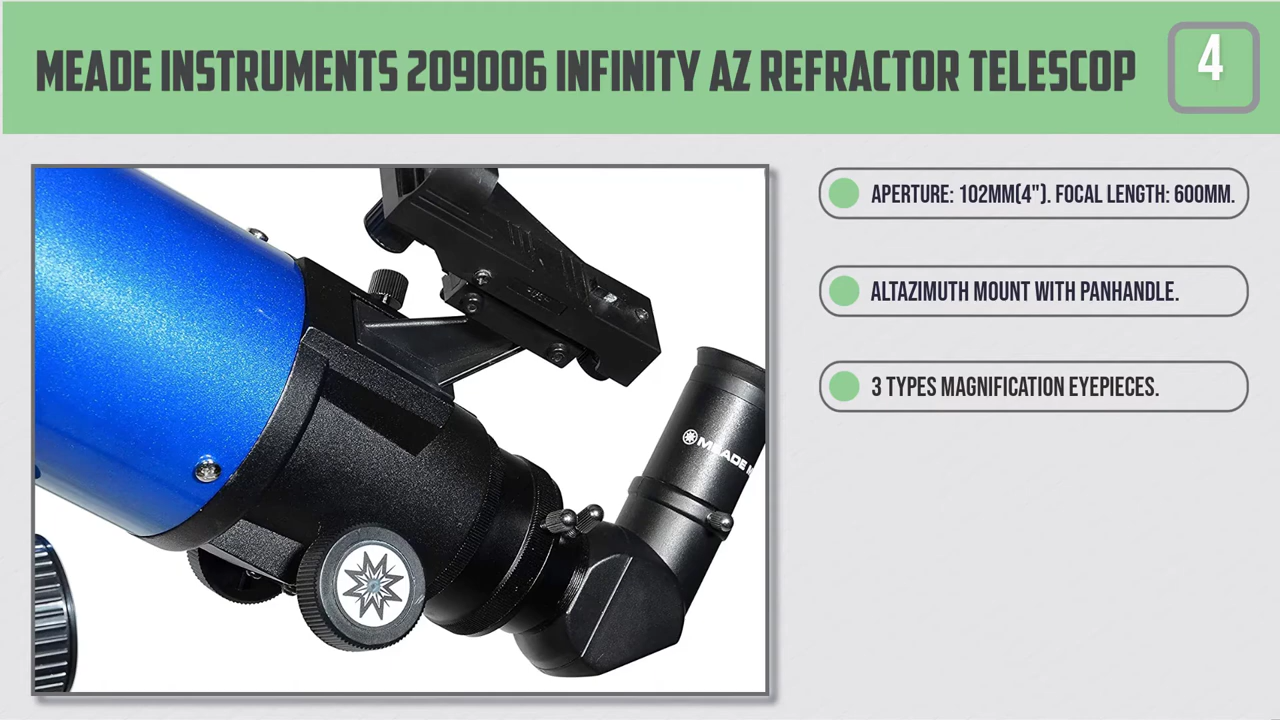 MEADE INSTRUMENTS 209006 INFINITY AZ REFRACTOR TELESCOP
4
APERTURE: 102MM(4"). FOCAL LENGTH: 600MM.
ALTAZIMUTH MOUNT WITH PANHANDLE.
3 TYPES MAGNIFICATION EYEPIECES.
MEADE